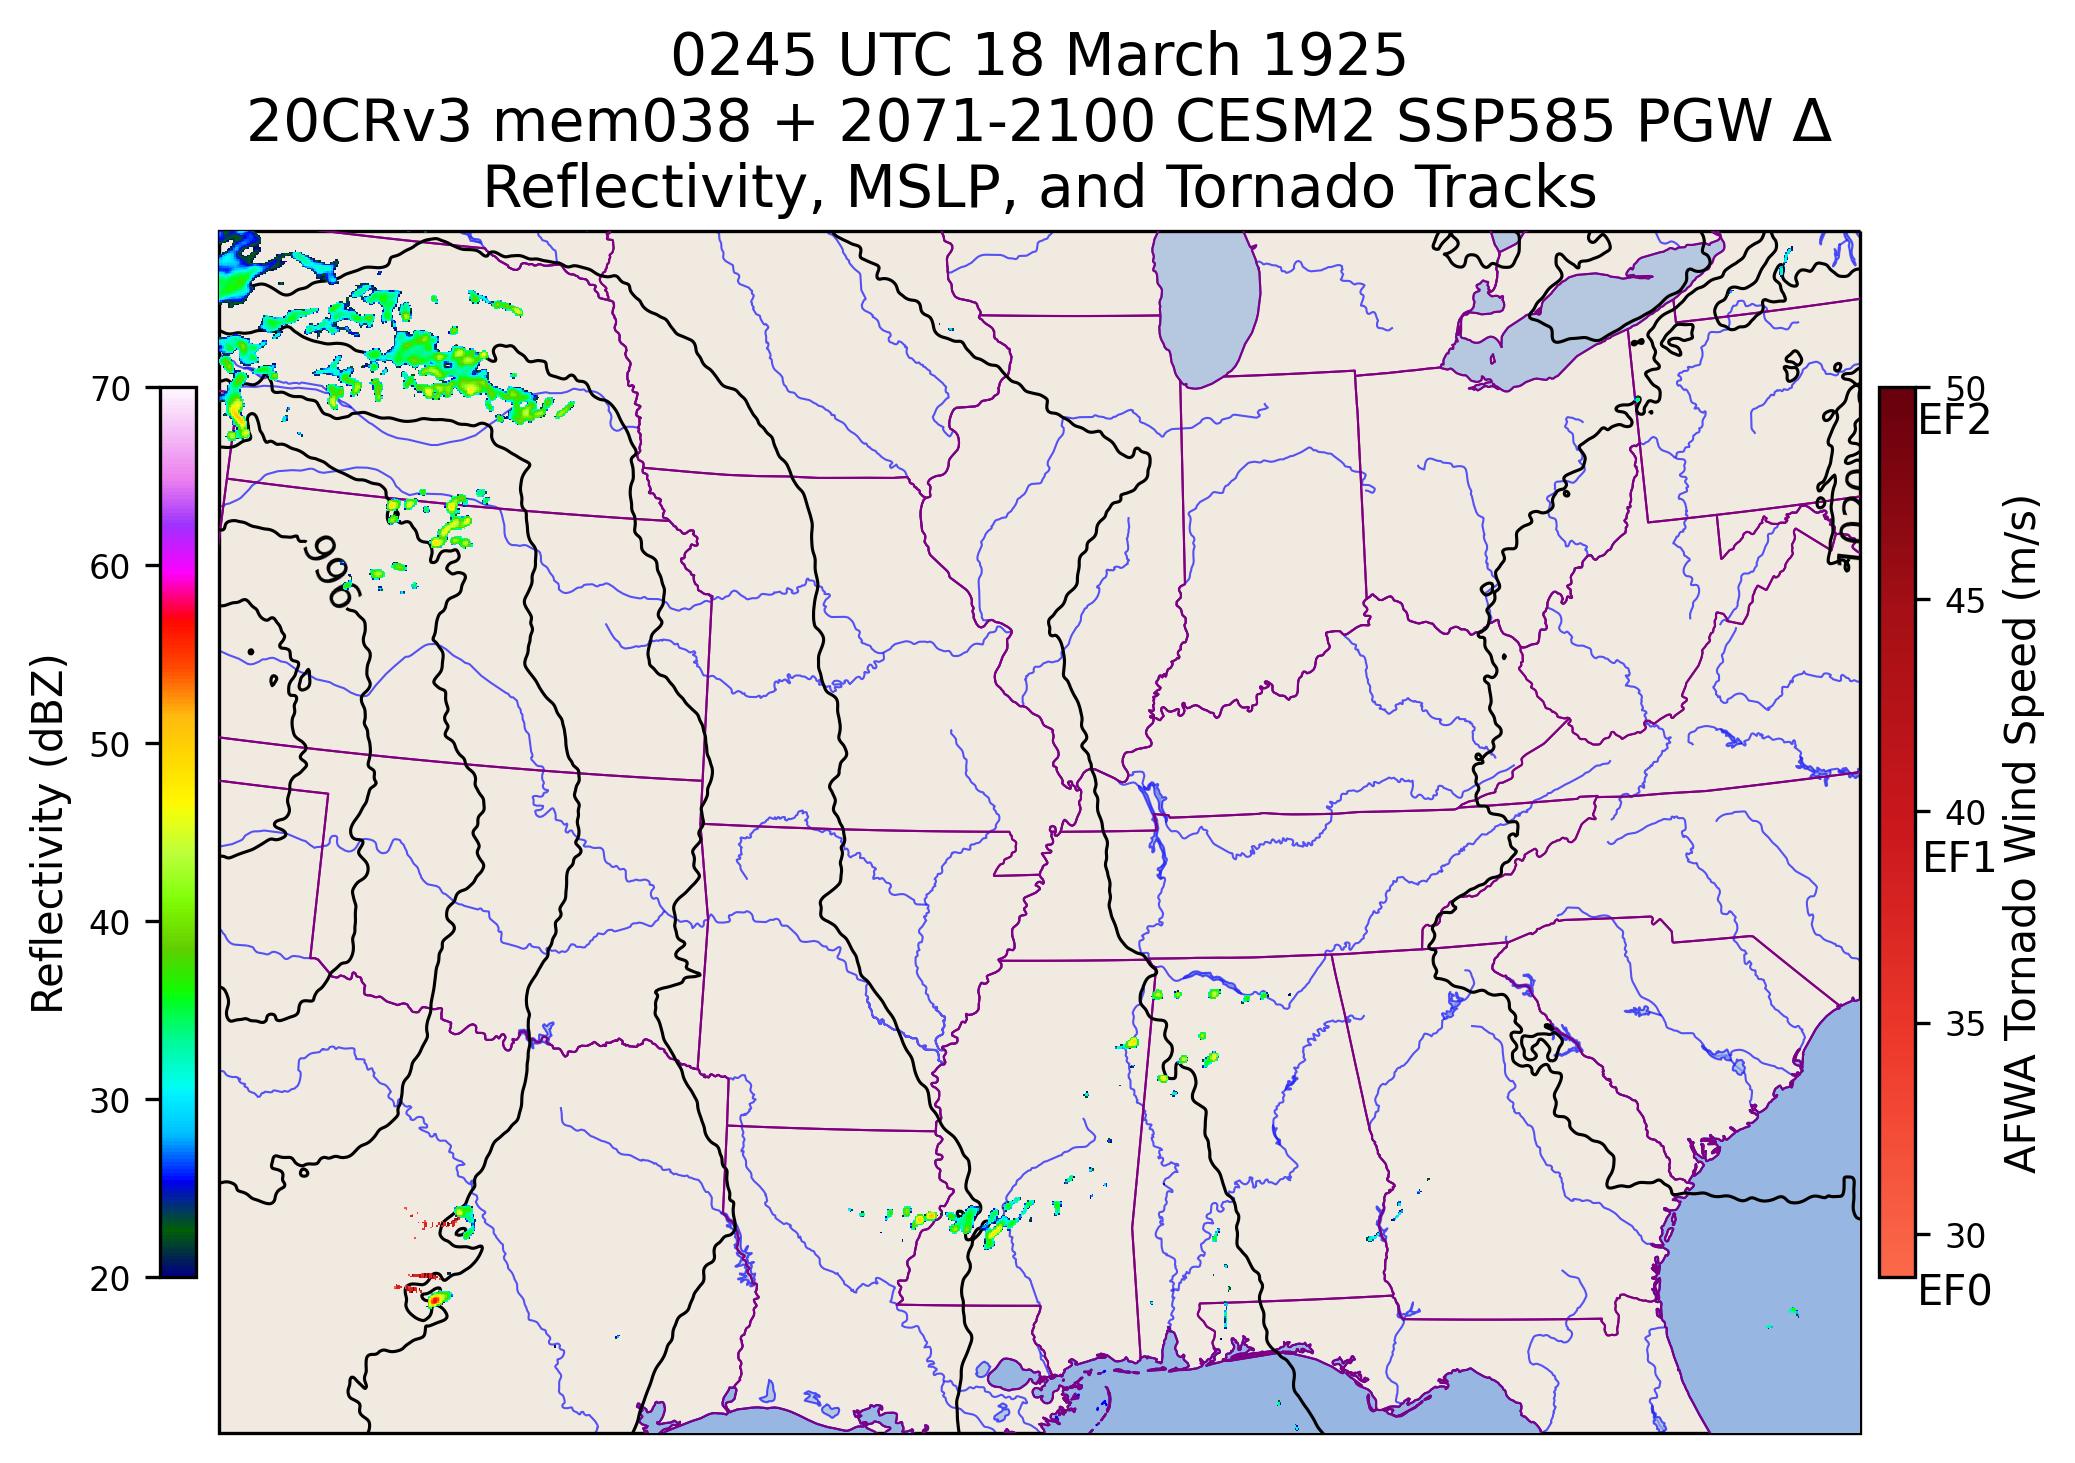 0245 UTC 18 March 1925
20CRv3 mem038 + 2071-2100 CESM2 SSP585 PGW Δ
Reflectivity, MSLP, and Tornado Tracks
Reflectivity (dBZ)
70
60
50
40
30
20
996
50
EF2
45
40
EF1
35
30
EF0
AFWA Tornado Wind Speed (m/s)